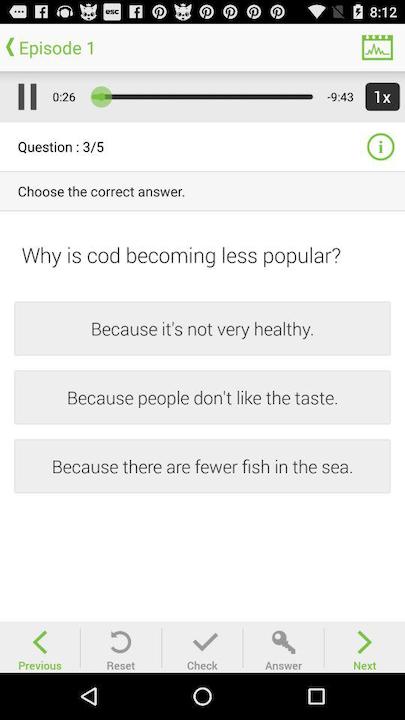 esc
8:12
Episode 1
0:26
-9:43
1x
Question : 3/5
i
Choose the correct answer.
Why is cod becoming less popular?
Because it's not very healthy.
Because people don't like the taste.
Because there are fewer fish in the sea.
Previous
Reset
Check
Answer
Next